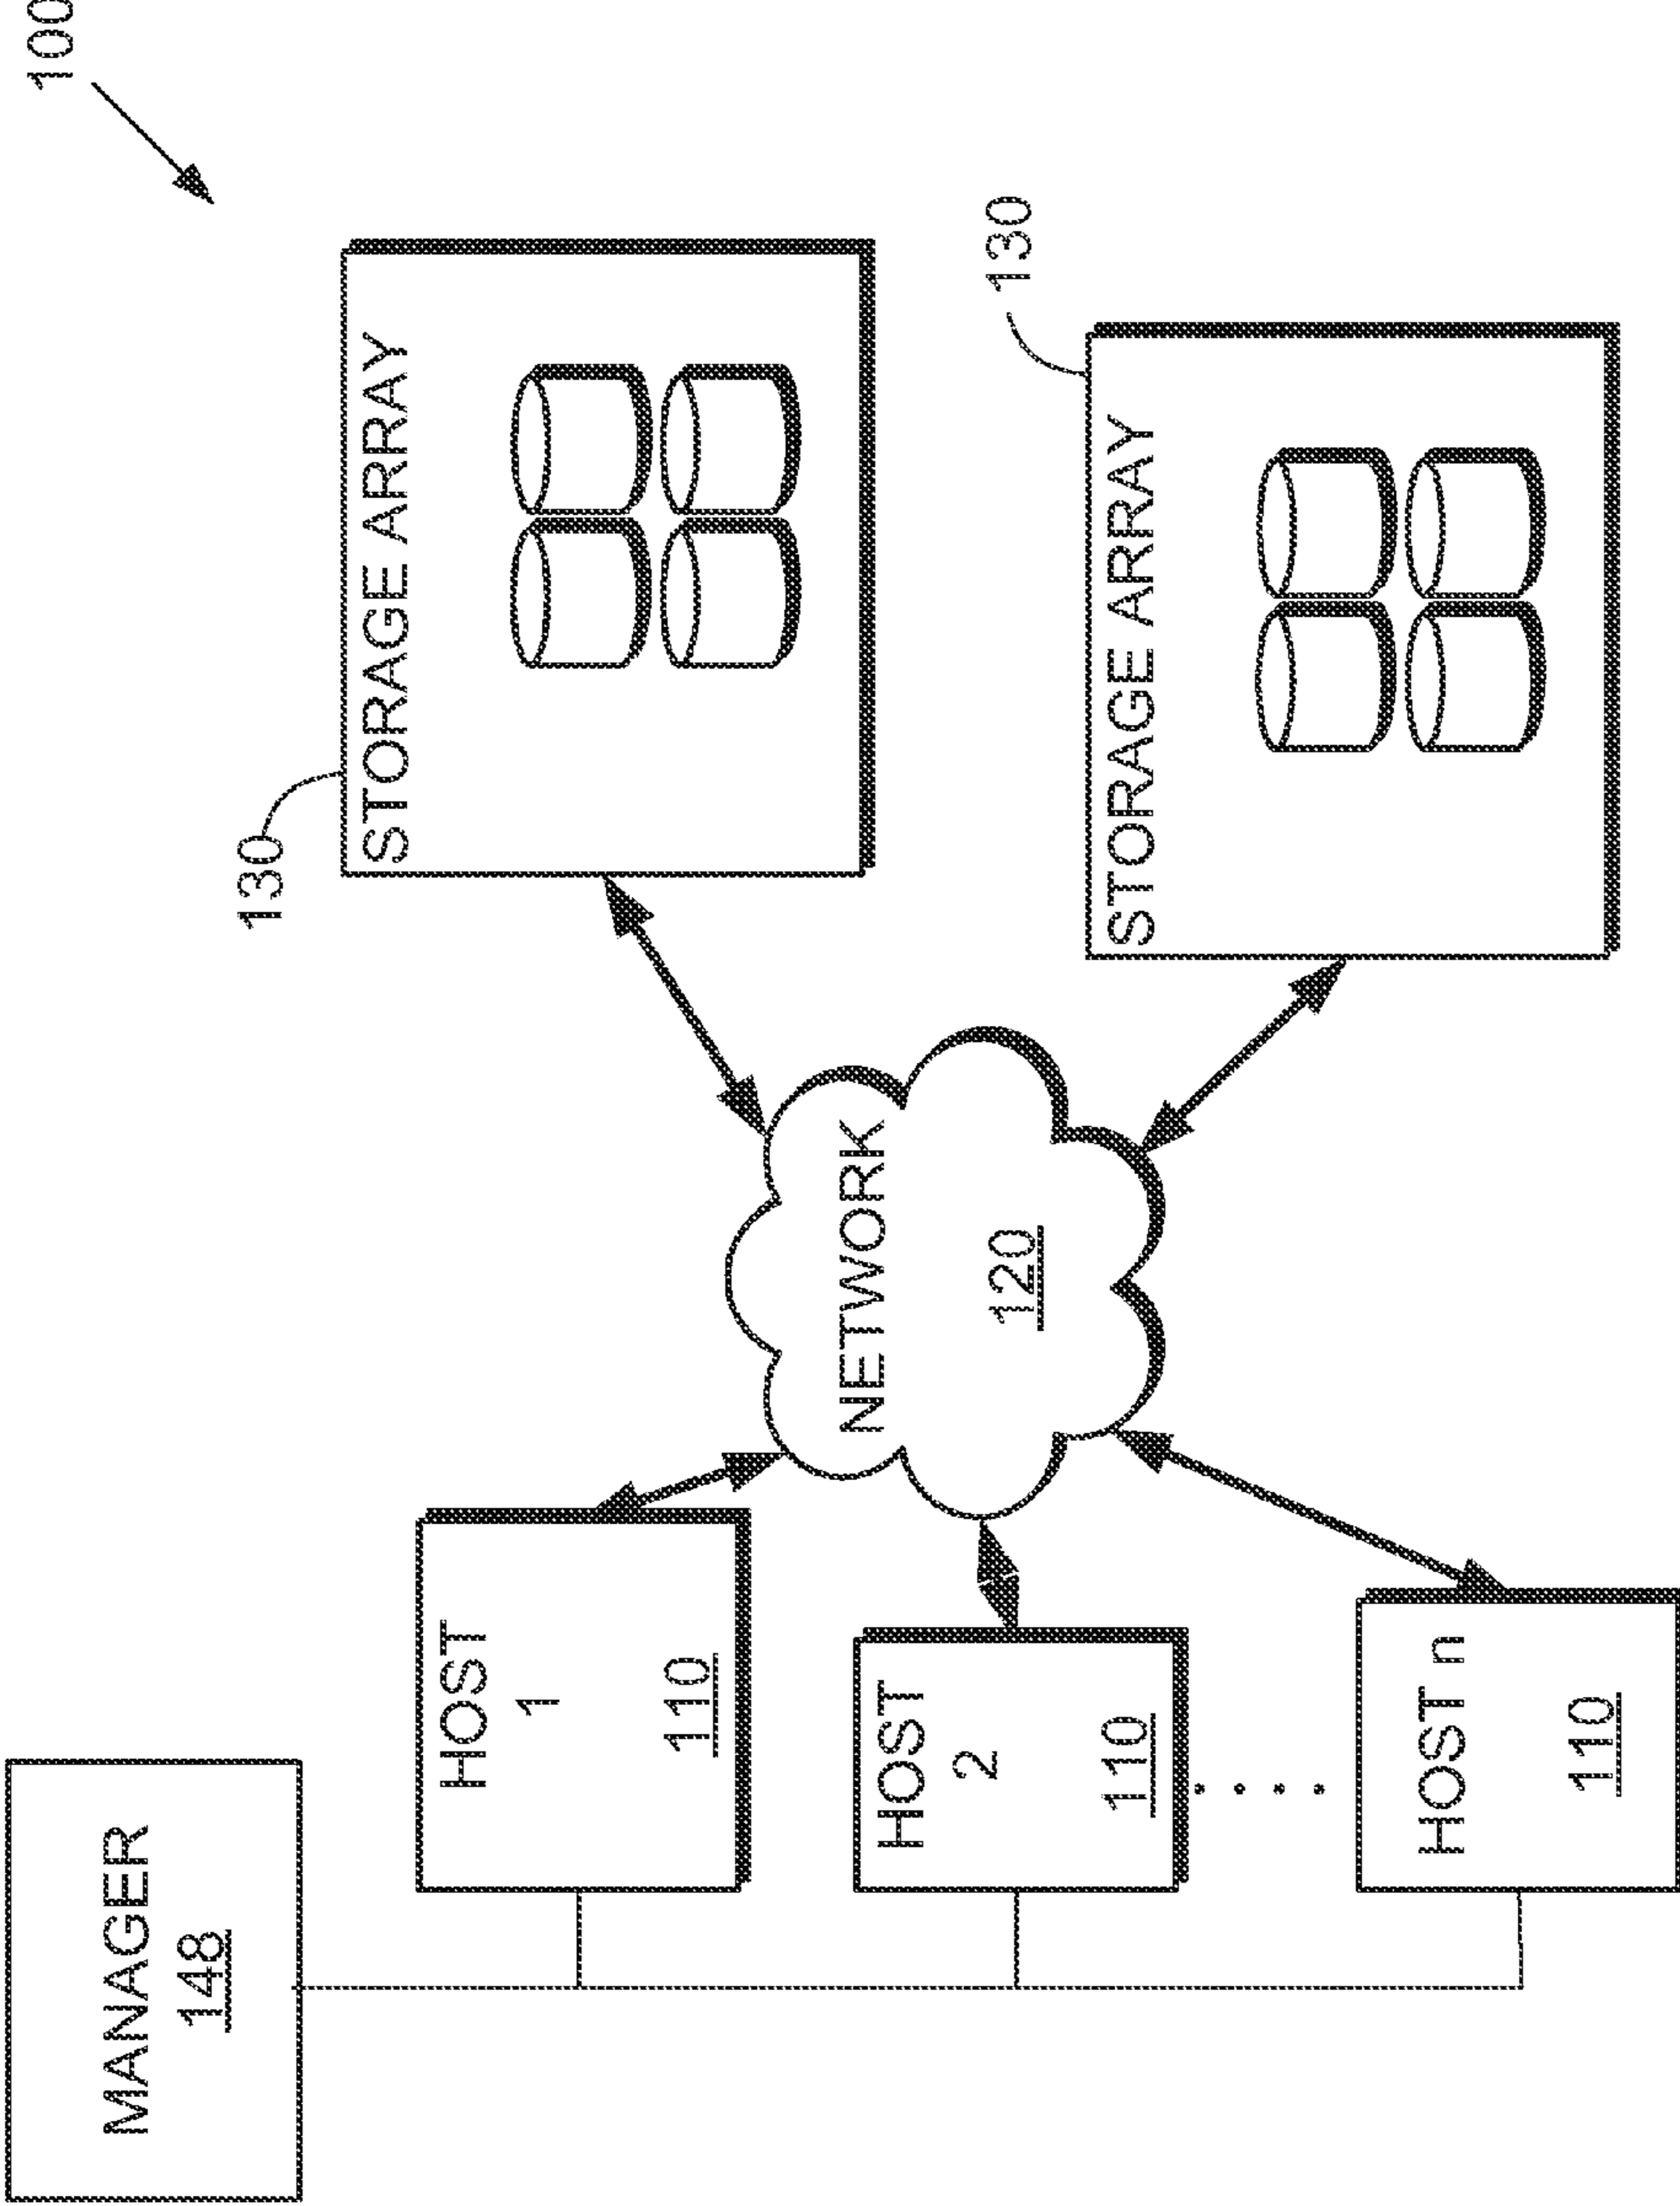 100
MANAGER
148
HOST
1
110
HOST
2
110
HOST n
110
NETWORK
120
130
STORAGE ARRAY
130
STORAGE ARRAY